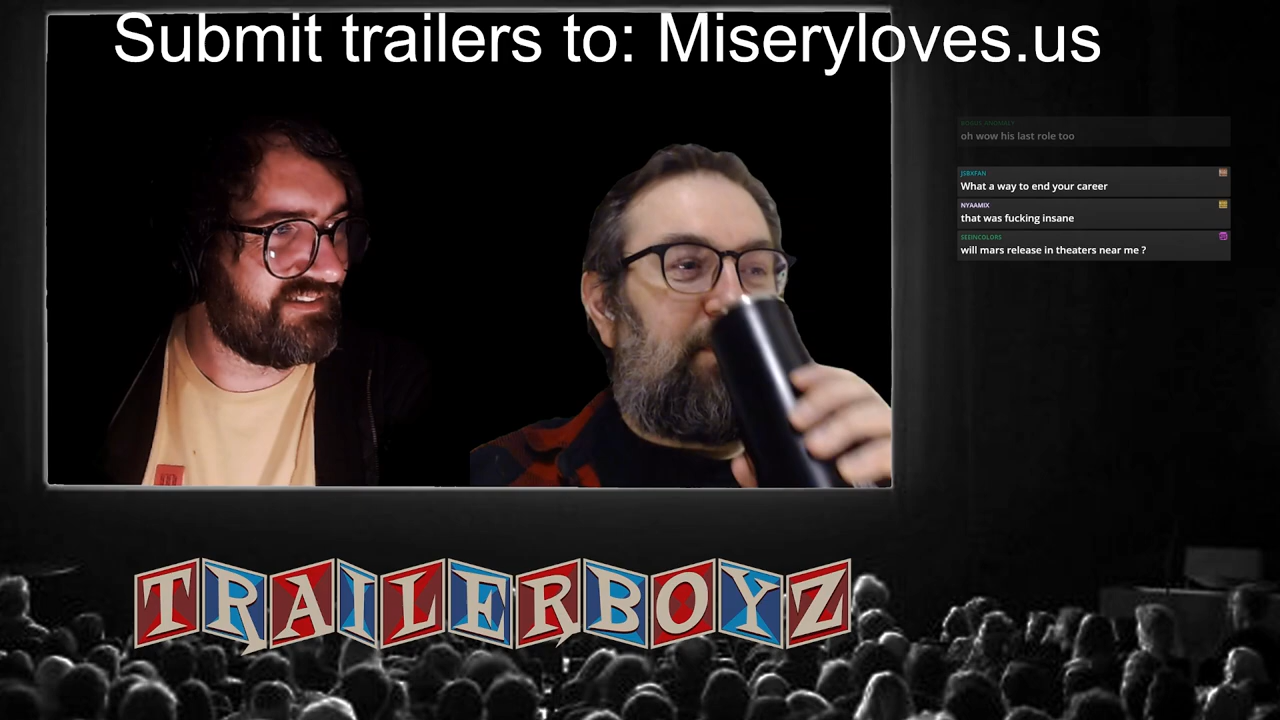 Submit trailers to: Miseryloves.us
oh wow his last role too
JSBXFAN
What a way to end your career
NYAAMIX
that was fucking insane
SEDNCOLORS
will mars release in theaters near me ?
TRAILERBOYZ